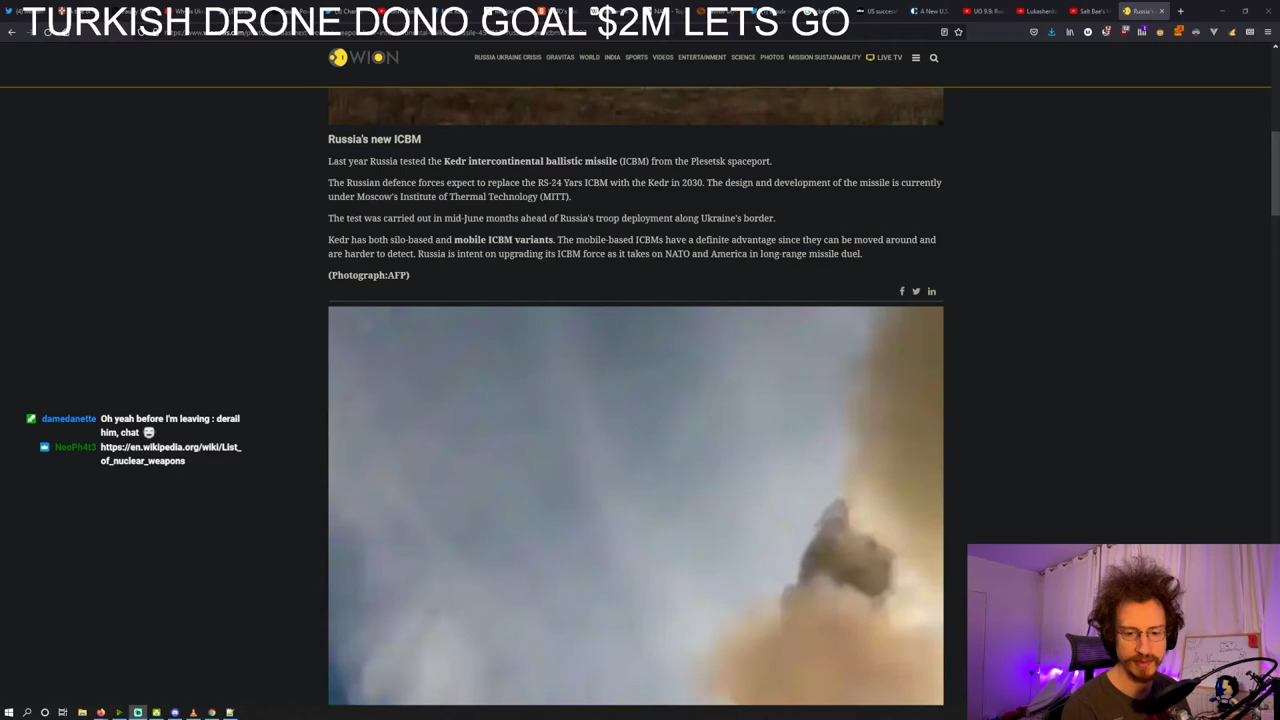 TURKISH DRONE DONO GOAL $2M LETS GO
WION
RUSSIA UKRAINE CRISIS GRAVITAS WORLD INDIA SPORTS VIDEOS ENTERTAINMENT SCIENCE PHOTOS MISSION SUSTAINABILITY LIVE TV
Russia's new ICBM
Last year Russia tested the Kedr intercontinental ballistic missile (ICBM) from the Plesetsk spaceport.
The Russian defence forces expect to replace the RS-24 Yars ICBM with the Kedr in 2030. The design and development of the missile is currently
under Moscow's Institute of Thermal Technology (MITT).
The test was carried out in mid-June months ahead of Russia's troop deployment along Ukraine's border.
Kedr has both silo-based and mobile ICBM variants. The mobile-based ICBMs have a definite advantage since they can be moved around and
are harder to detect. Russia is intent on upgrading its ICBM force as it takes on NATO and America in long-range missile duel.
(Photograph:AFP)
damedanette Oh yeah before I'm leaving : derail
him, chat
NeoPh4t3 https://en.wikipedia.org/wiki/List_
of_nuclear_weapons